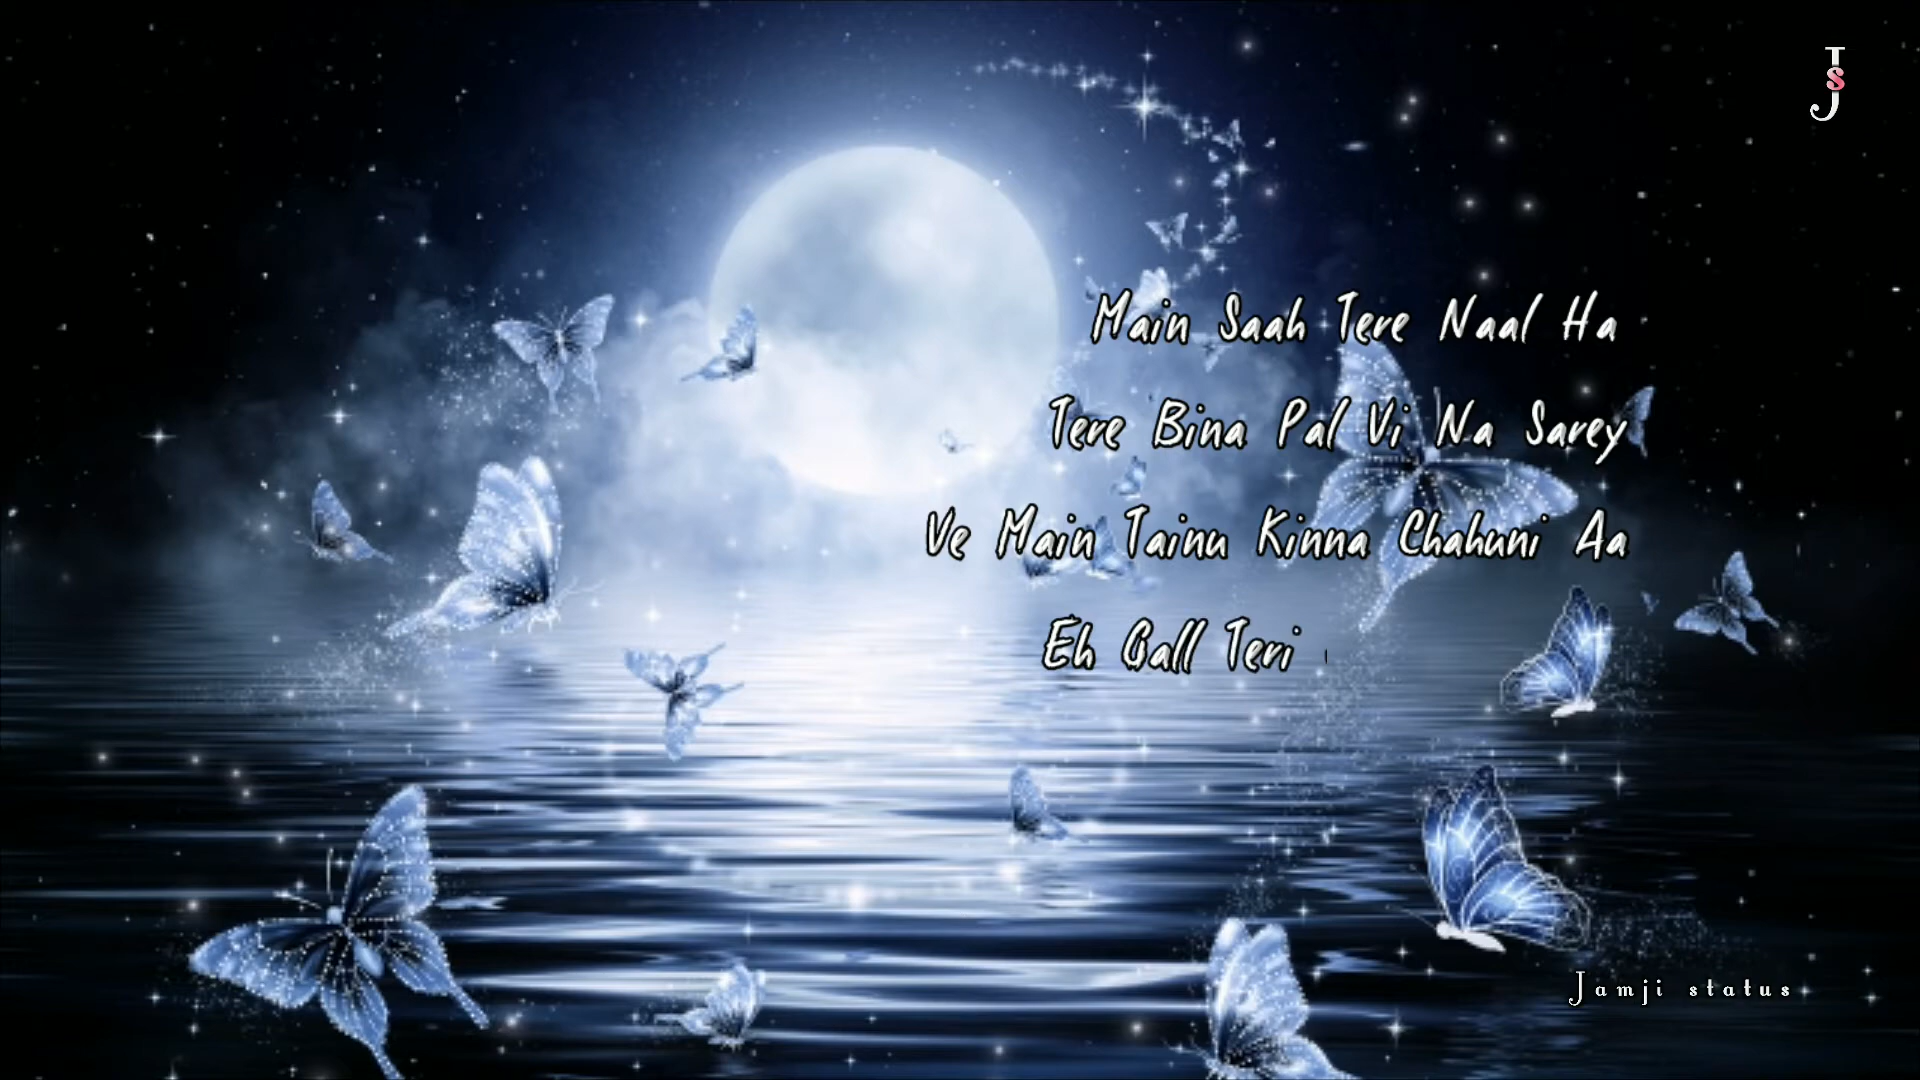 JS
Main Saah Tere Naal Ha
Tere Bina Pal Vi Na Sarey
Ve Main Tainu Kinna Chahuni Aa
Eh Gall Teri
Jamji status